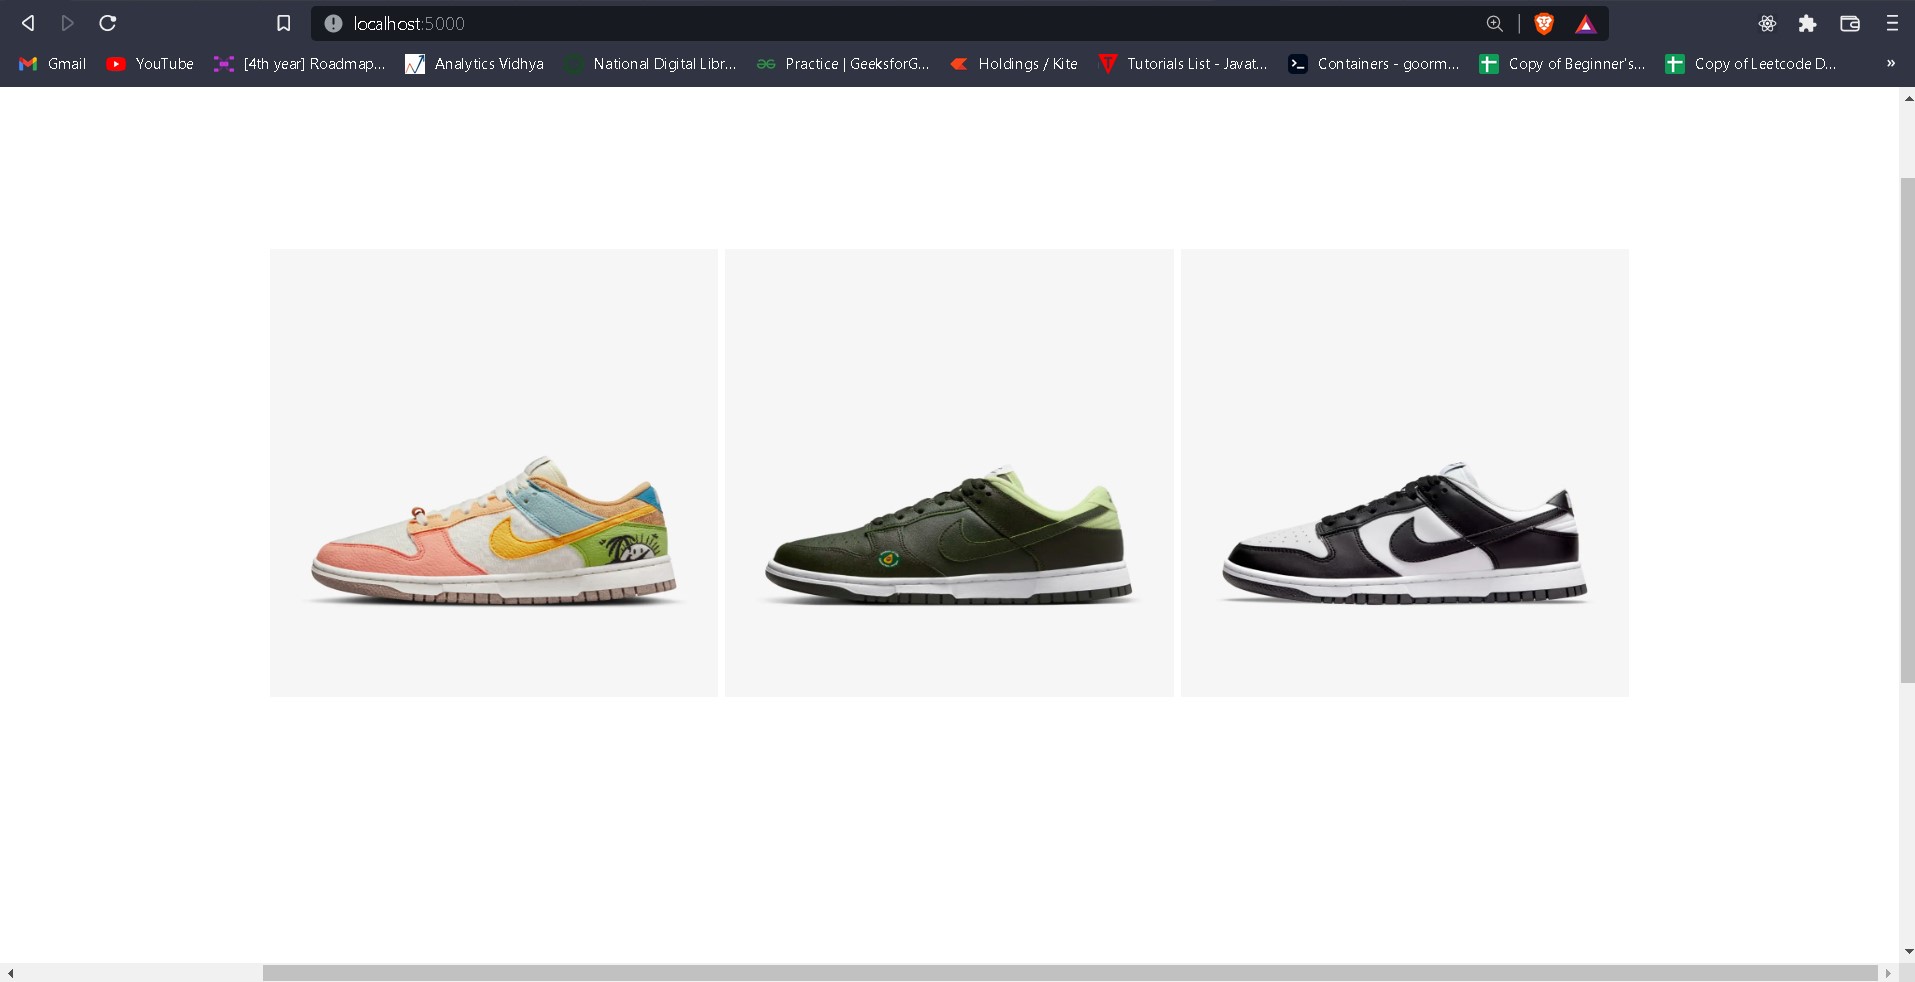 localhost:5000
Gmail YouTube [4th year] Roadmap... Analytics Vidhya National Digital Libr... Practice | GeeksforG... Holdings / Kite Tutorials List - Javat... Containers - goorm... Copy of Beginner's... Copy of Leetcode D... »